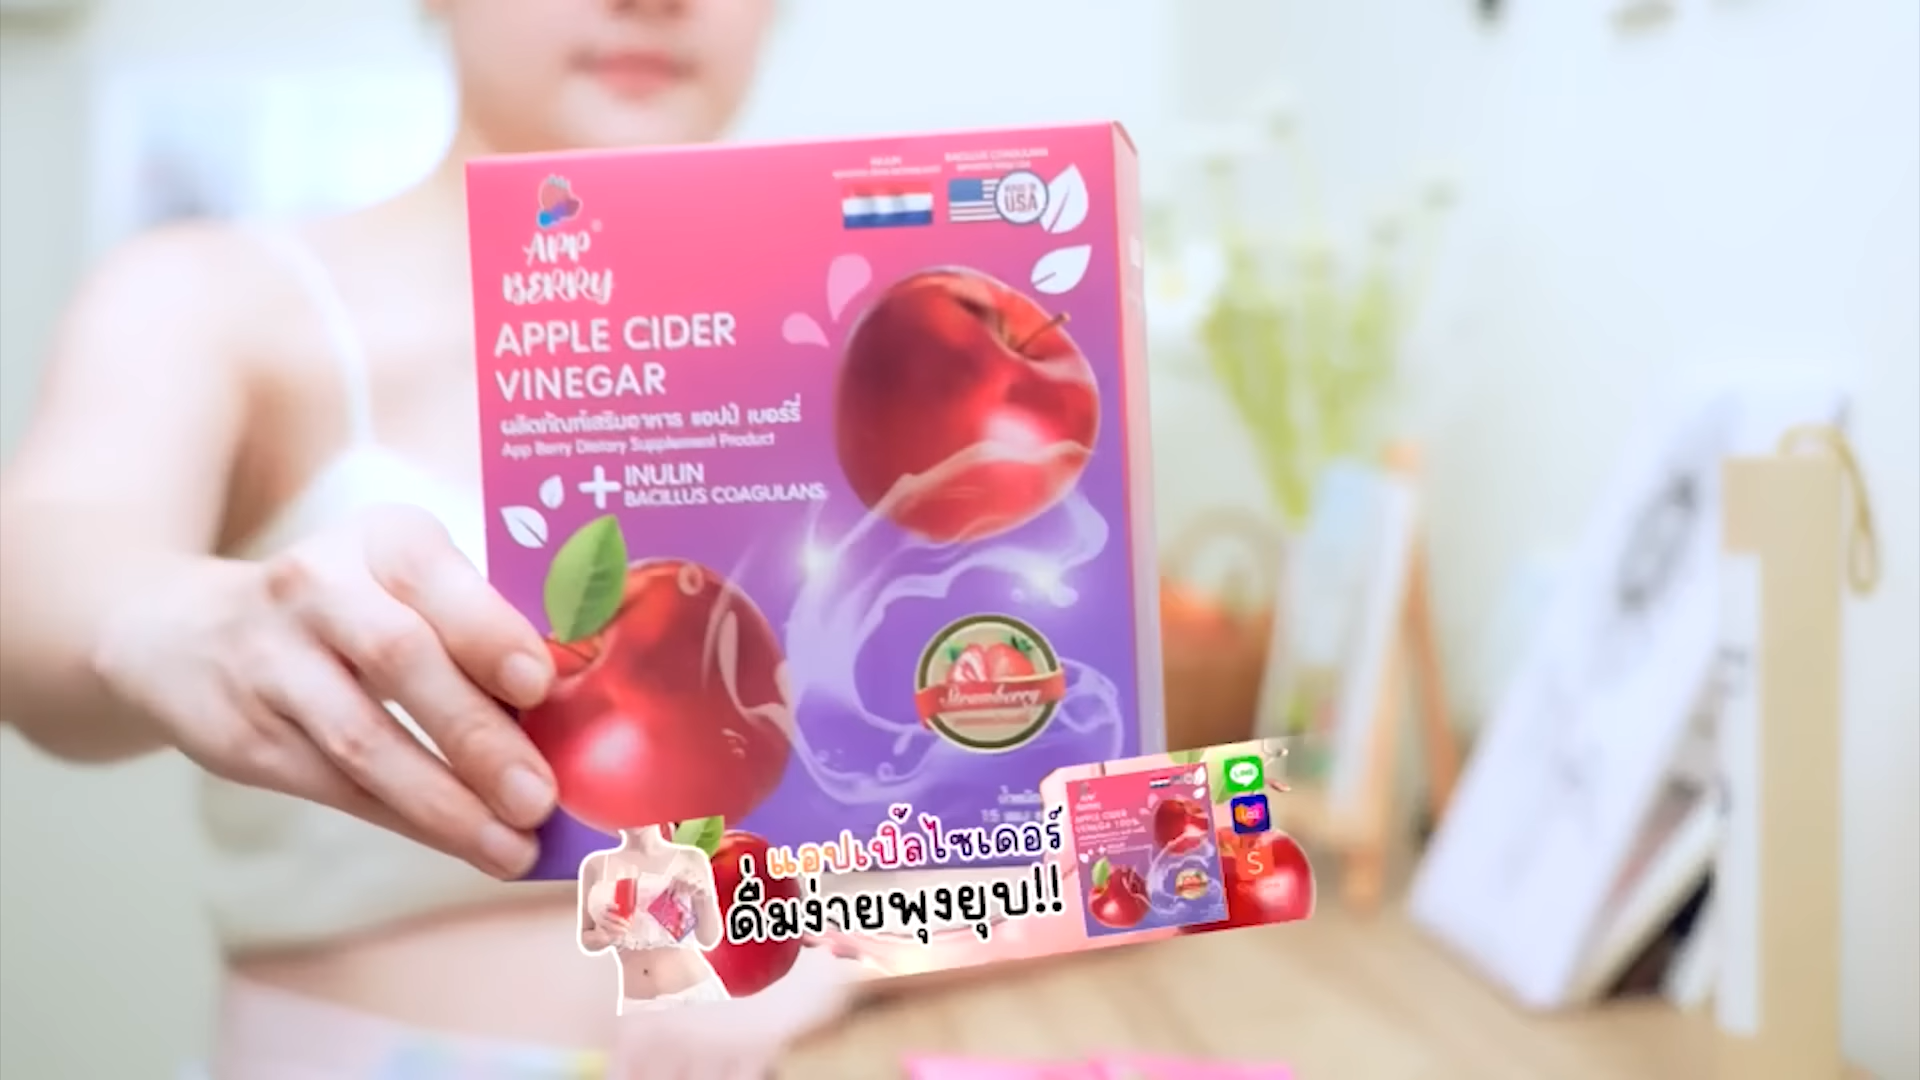 BACILLUS COAGULANS
MADE IN
USA
APP
BERRY
APPLE CIDER
VINEGAR
ผลิตภัณฑ์เสริมอาหาร แอปป์ เบอร์รี่
App Berry Dietary Supplement Product
+ INULIN
BACILLUS COAGULANS
Strawberry
แอปเปิ้ลไซเดอร์
ดื่มง่ายพุงยุบ!!
APPLE CIDER
LINE
S